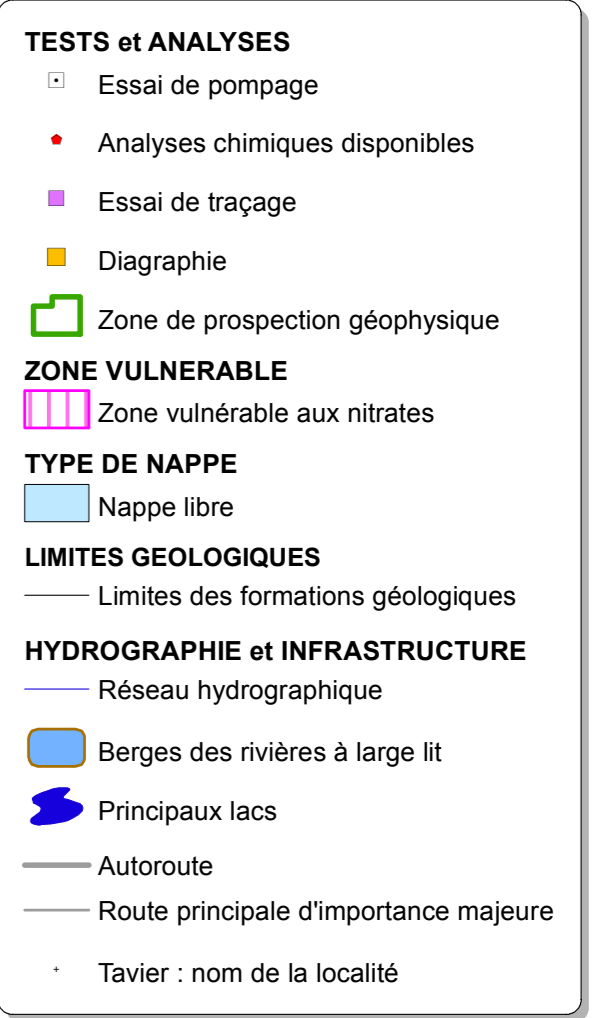 TESTS et ANALYSES
Essai de pompage
Analyses chimiques disponibles
Essai de traçage
Diagraphie
Zone de prospection géophysique
ZONE VULNERABLE
Zone vulnérable aux nitrates
TYPE DE NAPPE
Nappe libre
LIMITES GEOLOGIQUES
Limites des formations géologiques
HYDROGRAPHIE et INFRASTRUCTURE
Réseau hydrographique
Berges des rivières à large lit
Principaux lacs
Autoroute
Route principale d'importance majeure
Tavier : nom de la localité